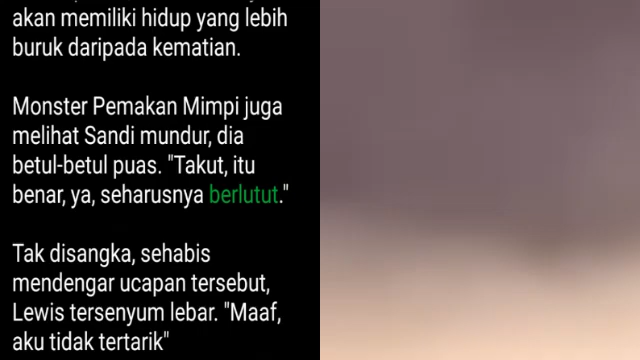 akan memiliki hidup yang lebih
buruk daripada kematian.
Monster Pemakan Mimpi juga
melihat Sandi mundur, dia
betul-betul puas. "Takut, itu
benar, ya, seharusnya berlutut."
Tak disangka, sehabis
mendengar ucapan tersebut,
Lewis tersenyum lebar. "Maaf,
aku tidak tertarik"